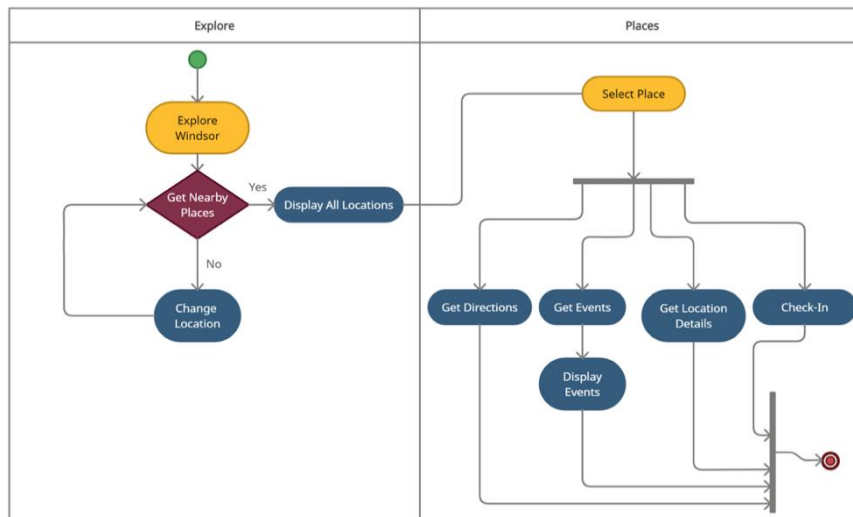 Explore
Places
Explore
Windsor
Select Place
Get Nearby
Places
Yes
Display All Locations
No
Change
Location
Get Directions
Get Events
Get Location
Details
Check-In
Display
Events